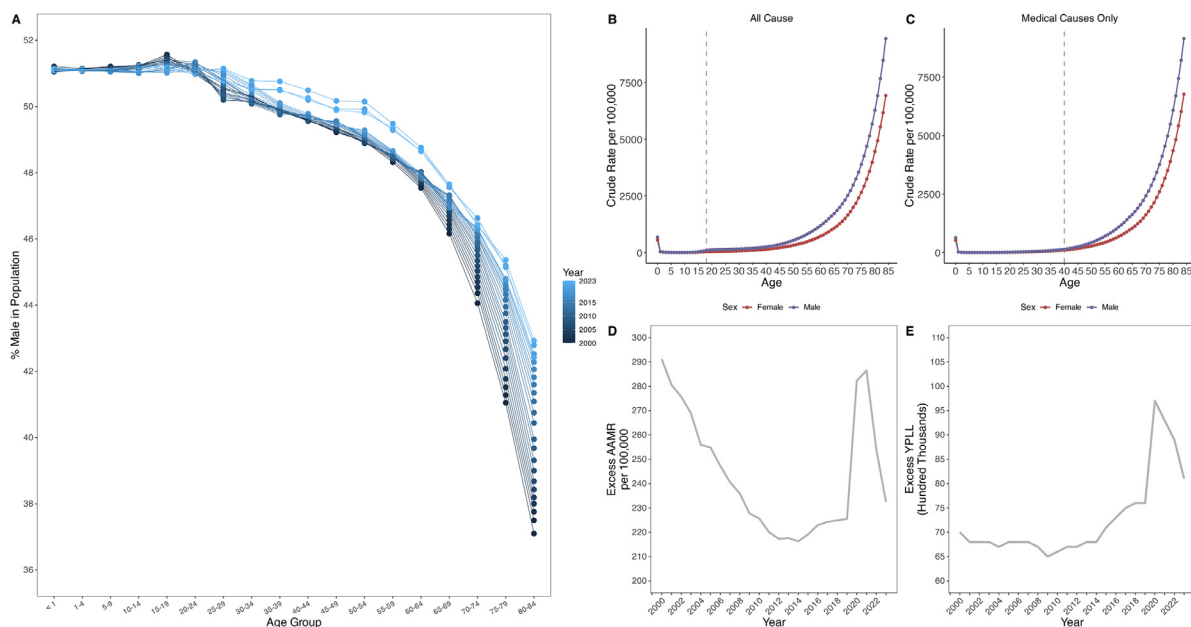 A
52
50
48
46
44
42
40
38
36
% Male in Population
< 1
1-4
5-9
10-14
15-19
20-24
25-29
30-34
35-39
40-44
45-49
50-54
55-59
60-64
65-69
70-74
75-79
80-84
Age Group
Year
2023
2015
2010
2005
2000
B
All Cause
7500
5000
2500
0
Crude Rate per 100,000
0 5 10 15 20 25 30 35 40 45 50 55 60 65 70 75 80 85
Age
Sex Female Male
C
Medical Causes Only
7500
5000
2500
0
Crude Rate per 100,000
0 5 10 15 20 25 30 35 40 45 50 55 60 65 70 75 80 85
Age
Sex Female Male
D
300
290
280
270
260
250
240
230
220
210
200
Excess AAMR
per 100,000
2000 2002 2004 2006 2008 2010 2012 2014 2016 2018 2020 2022
Year
E
110
105
100
95
90
85
80
75
70
65
60
Excess YPLL
(Hundred Thousands)
2000 2002 2004 2006 2008 2010 2012 2014 2016 2018 2020 2022
Year